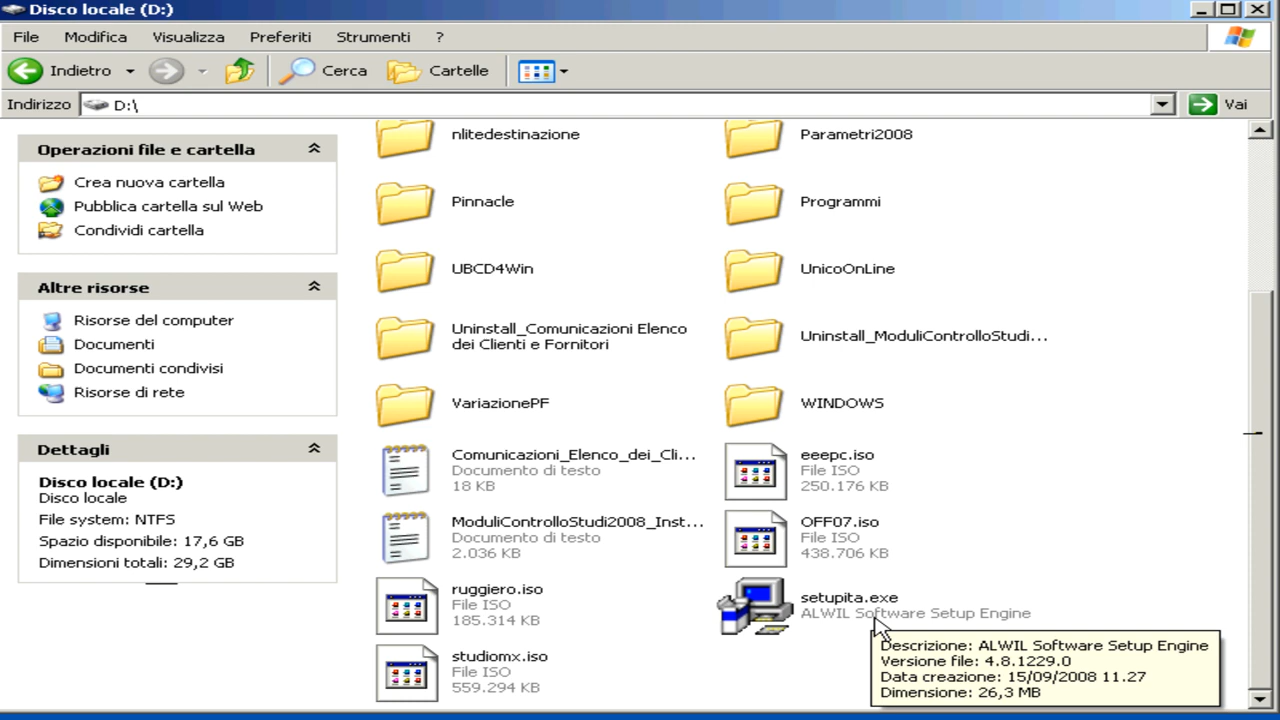 Disco locale (D:)
File Modifica Visualizza Preferiti Strumenti ?
Indietro Cerca Cartelle
Indirizzo D:\ Vai
Operazioni file e cartella
Crea nuova cartella
Pubblica cartella sul Web
Condividi cartella
Altre risorse
Risorse del computer
Documenti
Documenti condivisi
Risorse di rete
Dettagli
Disco locale (D:)
Disco locale
File system: NTFS
Spazio disponibile: 17,6 GB
Dimensioni totali: 29,2 GB
nlitedestinazione
Parametri2008
Pinnacle
Programmi
UBCD4Win
UnicoOnLine
Uninstall_Comunicazioni Elenco
dei Clienti e Fornitori
Uninstall_ModuliControlloStudi...
VariazionePF
WINDOWS
Comunicazioni_Elenco_dei_Cli...
Documento di testo
18 KB
eeepc.iso
File ISO
250.176 KB
ModuliControlloStudi2008_Inst...
Documento di testo
2.036 KB
OFF07.iso
File ISO
438.706 KB
ruggiero.iso
File ISO
185.314 KB
setupita.exe
ALWIL Software Setup Engine
studiomx.iso
File ISO
559.294 KB
Descrizione: ALWIL Software Setup Engine
Versione file: 4.8.1229.0
Data creazione: 15/09/2008 11.27
Dimensione: 26,3 MB